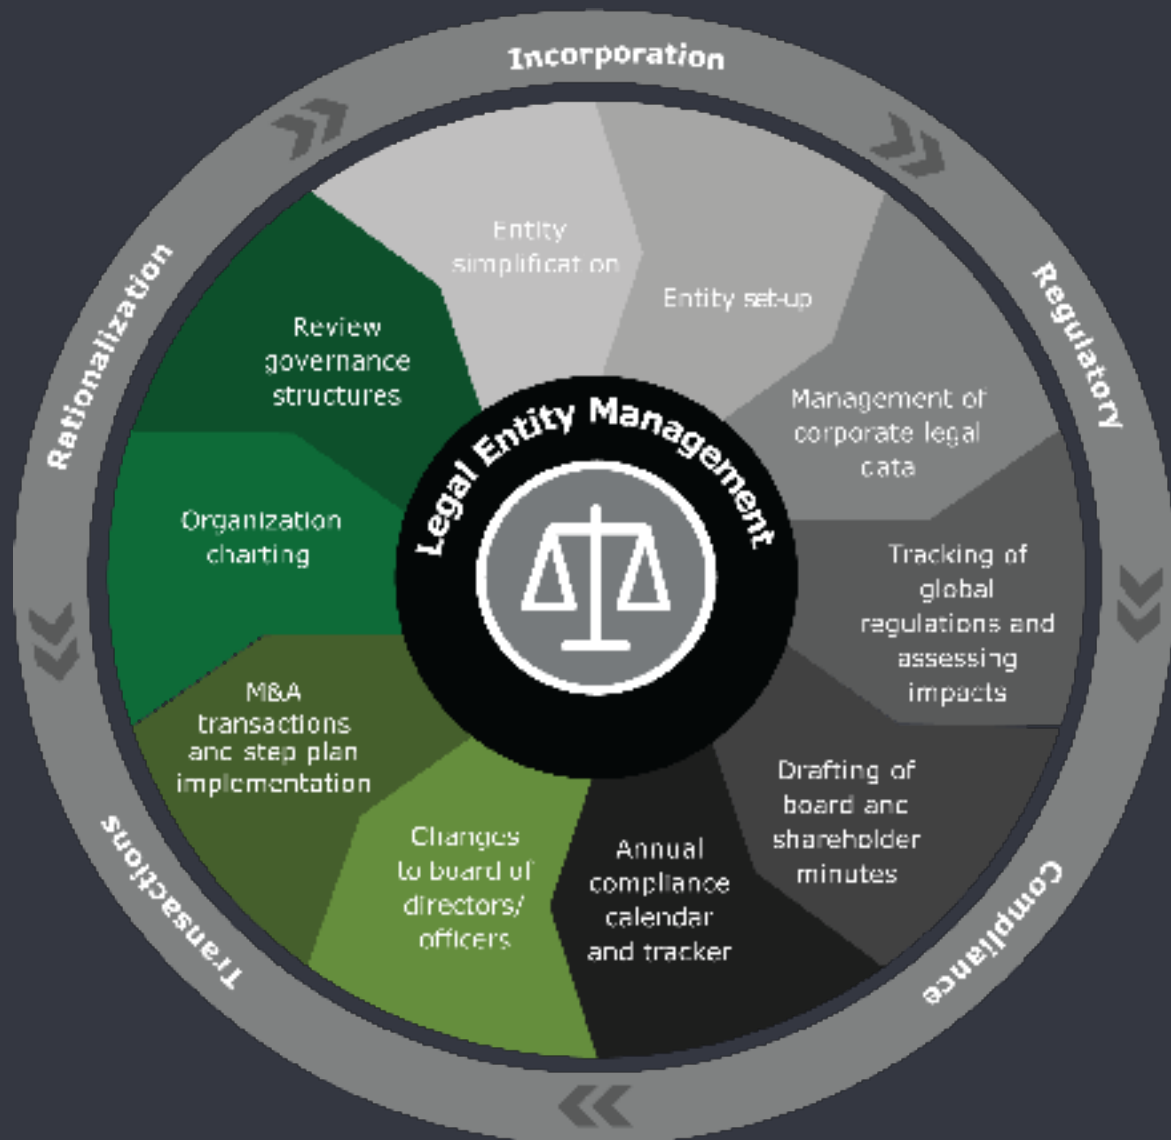 Incorporation
Regulatory
Compliance
Transactions
Rationalization
Legal Entity Management
Entity
simplification
Entity set-up
Management of
corporate legal
data
Tracking of
global
regulations and
assessing
impacts
Drafting of
board and
shareholder
minutes
Annual
compliance
calendar
and tracker
Changes
to board of
directors/
officers
M&A
transactions
and step plan
implementation
Organization
charting
Review
governance
structures